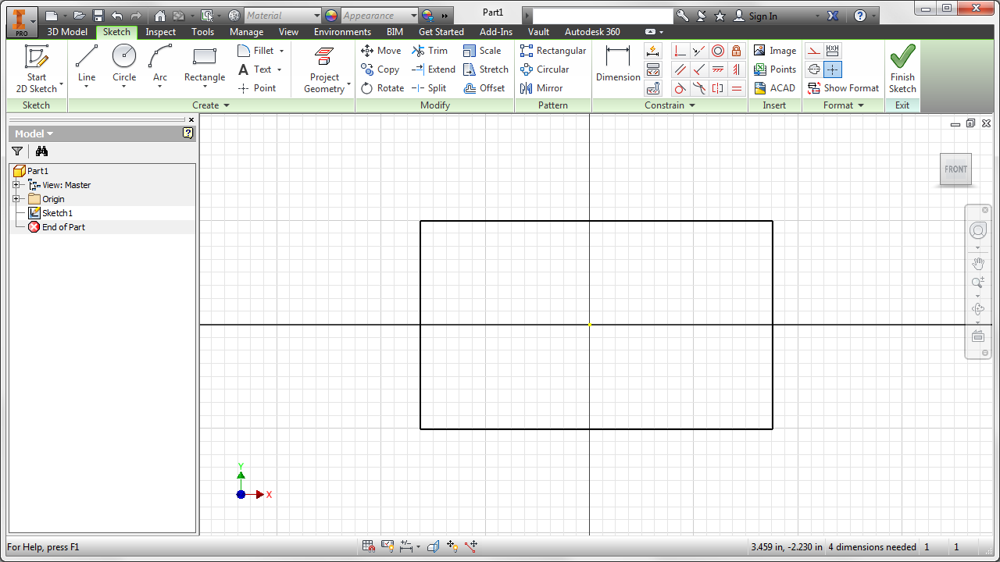 PRO
Material
Appearance
Part1
Sign In
3D Model Sketch Inspect Tools Manage View Environments BIM Get Started Add-Ins Vault Autodesk 360
Start 2D Sketch
Line
Circle
Arc
Rectangle
Fillet
Text
Point
Project Geometry
Move
Copy
Rotate
Trim
Extend
Split
Scale
Stretch
Offset
Rectangular
Circular
Mirror
Dimension
Image
Points
ACAD
Show Format
Finish Sketch
Sketch Create Modify Pattern Constrain Insert Format Exit
Model
Part1
View: Master
Origin
Sketch1
End of Part
FRONT
Y
X
For Help, press F1
3.459 in, -2.230 in 4 dimensions needed 1 1